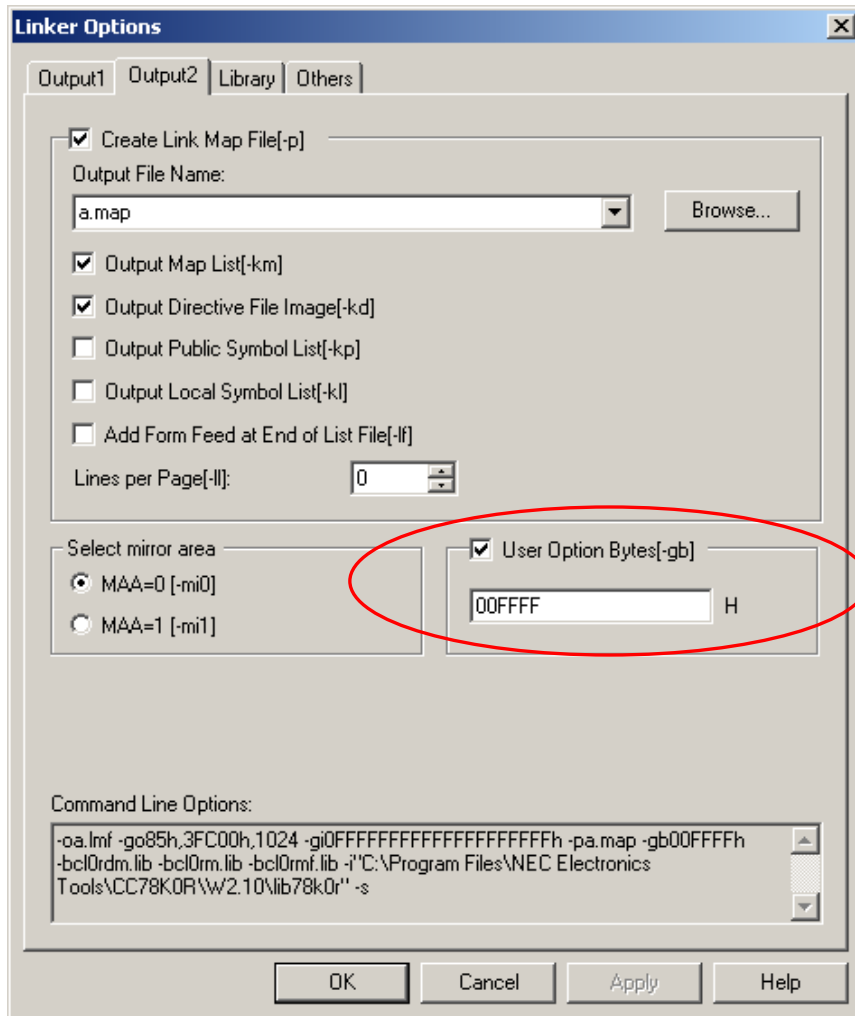 Linker Options
Output1 Output2 Library Others
Create Link Map File[-p]
Output File Name:
a.map Browse...
Output Map List[-km]
Output Directive File Image[-kd]
Output Public Symbol List[-kp]
Output Local Symbol List[-kl]
Add Form Feed at End of List File[-lf]
Lines per Page[-ll]: 0
Select mirror area
MAA=0 [-mi0]
MAA=1 [-mi1]
User Option Bytes[-gb]
00FFFF H
Command Line Options:
-oa.lmf -go85h,3FC00h,1024 -gi0FFFFFFFFFFFFFFFFFFFFh -pa.map -gb00FFFFh
-bcl0rdm.lib -bcl0rm.lib -bcl0rmf.lib -i"C:\Program Files\NEC Electronics
Tools\CC78K0R\W2.10\lib78k0r" -s
OK Cancel Apply Help